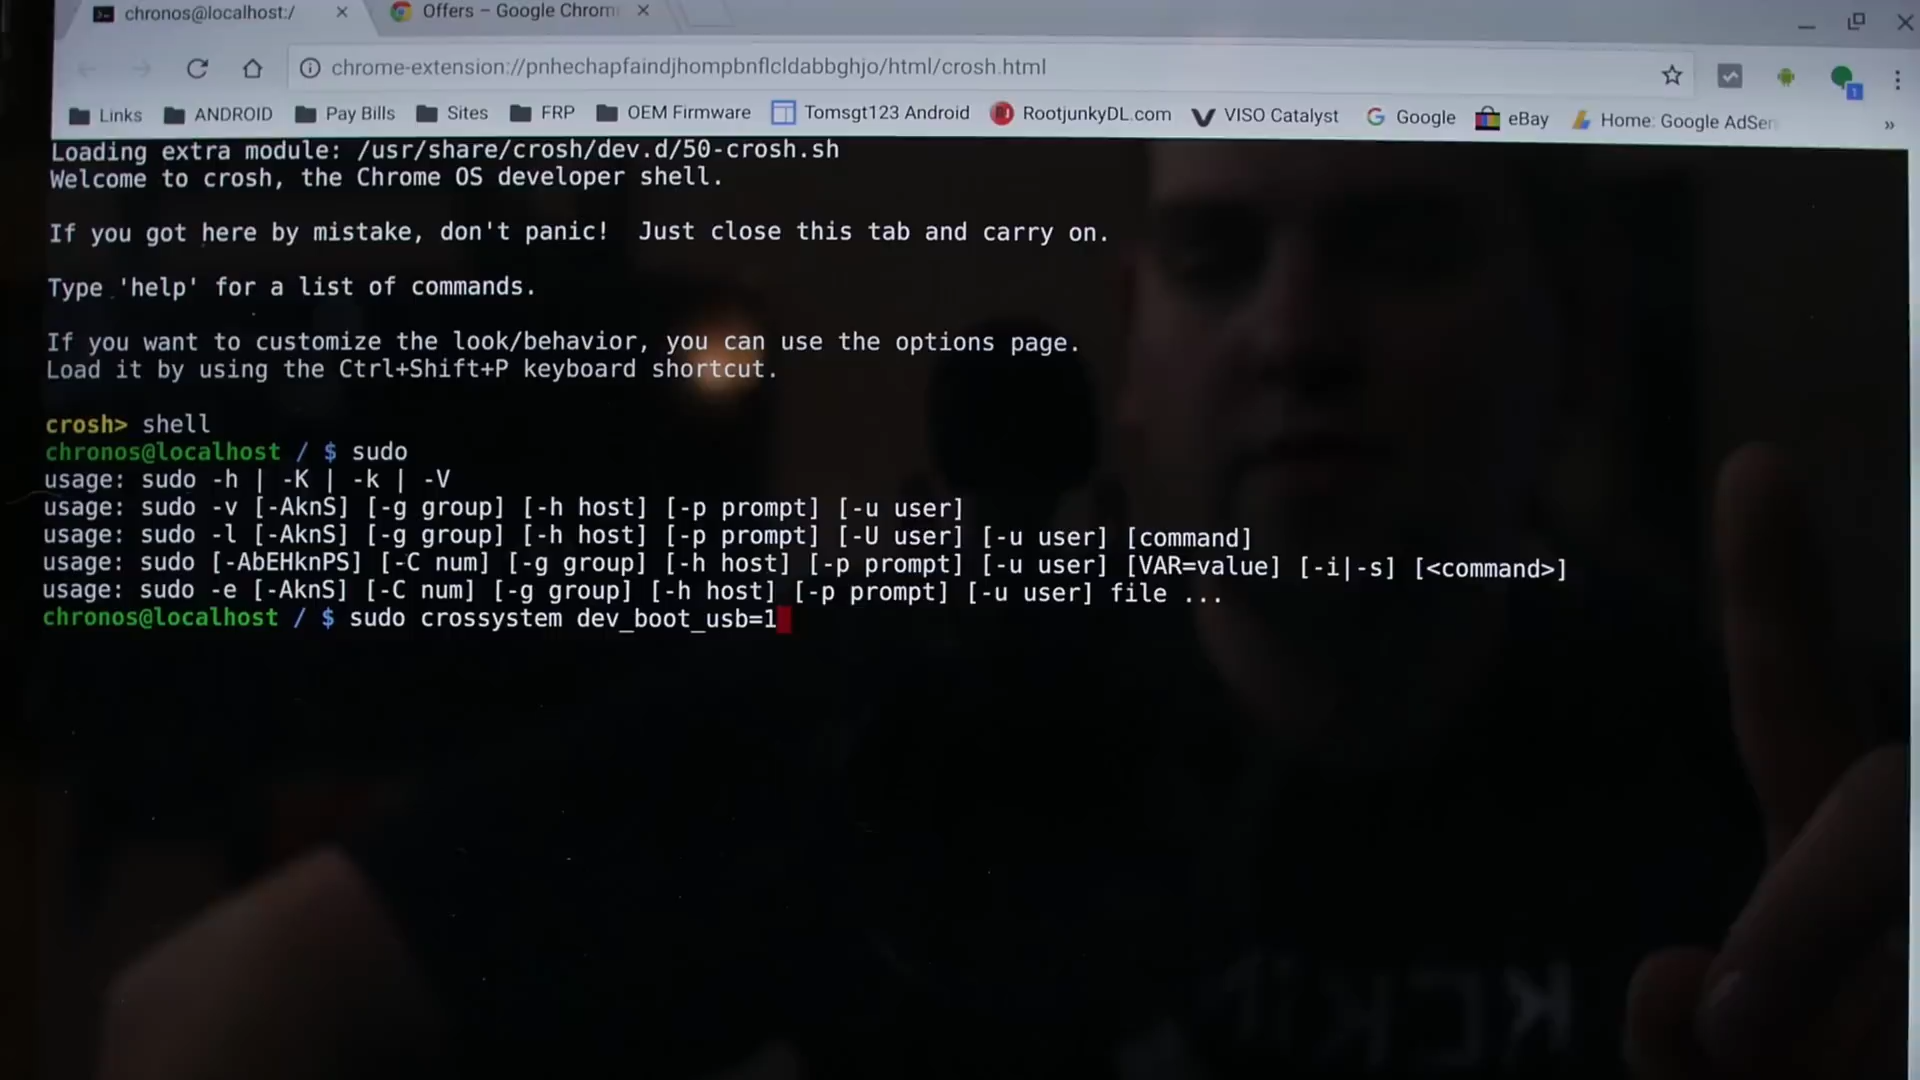 chronos@localhost:/
Offers – Google Chrom
chrome-extension://pnhechapfaindjhompbnflcldabbghjo/html/crosh.html
1
Links ANDROID Pay Bills Sites FRP OEM Firmware Tomsgt123 Android RootjunkyDL.com VISO Catalyst Google eBay Home: Google AdSen »
Loading extra module: /usr/share/crosh/dev.d/50-crosh.sh
Welcome to crosh, the Chrome OS developer shell.
If you got here by mistake, don't panic!  Just close this tab and carry on.
Type 'help' for a list of commands.
If you want to customize the look/behavior, you can use the options page.
Load it by using the Ctrl+Shift+P keyboard shortcut.
crosh> shell
chronos@localhost / $ sudo
usage: sudo -h | -K | -k | -V
usage: sudo -v [-AknS] [-g group] [-h host] [-p prompt] [-u user]
usage: sudo -l [-AknS] [-g group] [-h host] [-p prompt] [-U user] [-u user] [command]
usage: sudo [-AbEHknPS] [-C num] [-g group] [-h host] [-p prompt] [-u user] [VAR=value] [-i|-s] [<command>]
usage: sudo -e [-AknS] [-C num] [-g group] [-h host] [-p prompt] [-u user] file ...
chronos@localhost / $ sudo crossystem dev_boot_usb=1